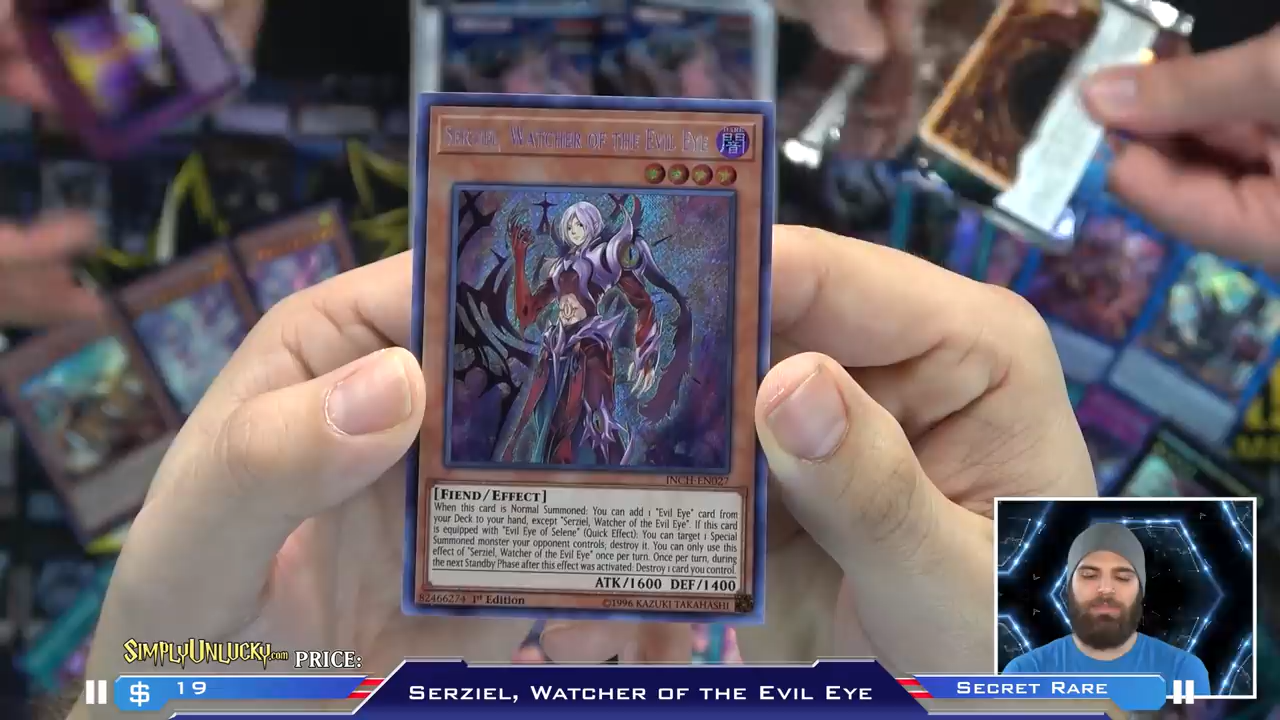 Serziel, Watcher of the Evil Eye
DARK
闇
INCH-EN027
[Fiend/Effect]
When this card is Normal Summoned: You can add 1 "Evil Eye" card from
your Deck to your hand, except "Serziel, Watcher of the Evil Eye". If this card
is equipped with "Evil Eye of Selene" (Quick Effect): You can target 1 Special
Summoned monster your opponent controls; destroy it. You can only use this
effect of "Serziel, Watcher of the Evil Eye" once per turn. Once per turn, during
the next Standby Phase after this effect was activated: Destroy 1 card you control.
ATK/1600 DEF/1400
82466274 1st Edition ©1996 KAZUKI TAKAHASHI
SimplyUnlucky.com PRICE:
$ 19
Serziel, Watcher of the Evil Eye
Secret Rare